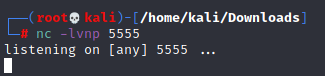 ┌──(root💀kali)-[/home/kali/Downloads]
└─# nc -lvnp 5555
listening on [any] 5555 ...